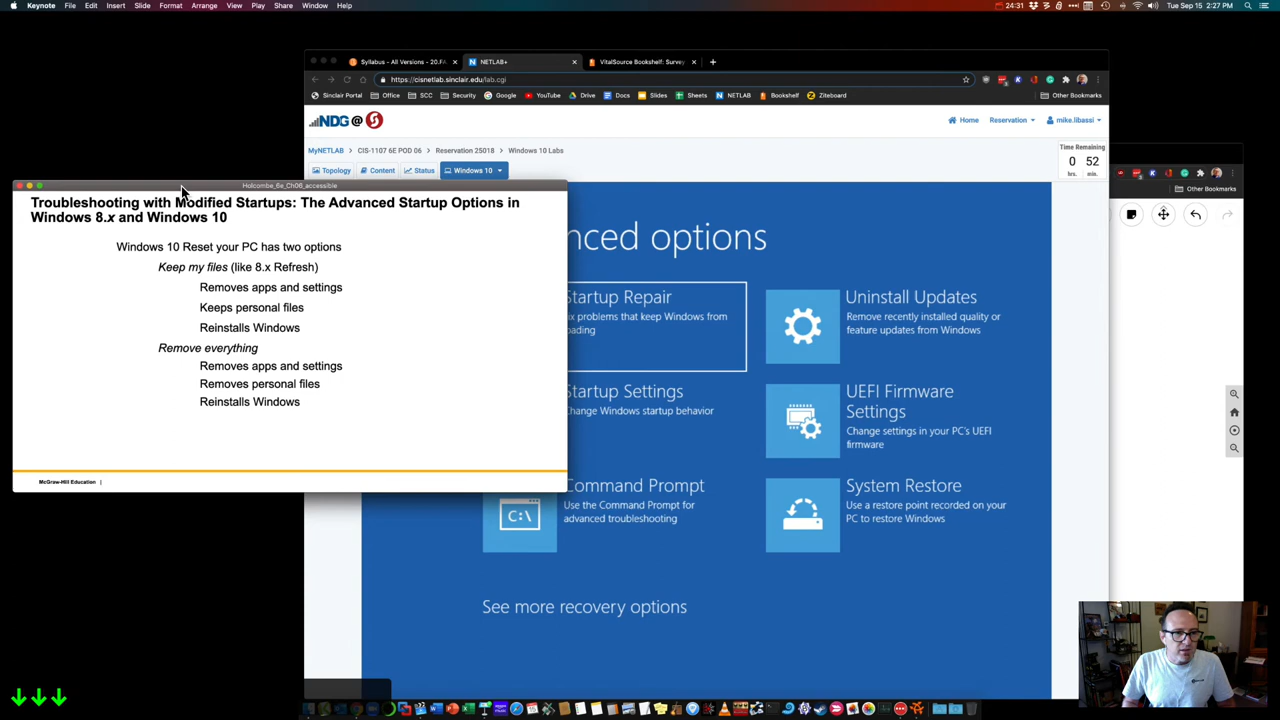 Keynote File Edit Insert Slide Format Arrange View Play Share Window Help
24:31
Tue Sep 15 2:27 PM
Syllabus - All Versions - 20.FA
NETLAB+
VitalSource Bookshelf: Survey
https://cisnetlab.sinclair.edu/lab.cgi
Sinclair Portal Office SCC Security Google YouTube Drive Docs Slides Sheets NETLAB Bookshelf Ziteboard Other Bookmarks
NDG @
Home Reservation mike.libassi
MyNETLAB CIS-1107 6E POD 06 Reservation 25018 Windows 10 Labs
Time Remaining
0 52
hrs. min.
Topology Content Status Windows 10
Other Bookmarks
Holcombe_6e_Ch06_accessible
Troubleshooting with Modified Startups: The Advanced Startup Options in
Windows 8.x and Windows 10
Windows 10 Reset your PC has two options
Keep my files (like 8.x Refresh)
Removes apps and settings
Keeps personal files
Reinstalls Windows
Remove everything
Removes apps and settings
Removes personal files
Reinstalls Windows
McGraw-Hill Education |
nced options
Startup Repair
ix problems that keep Windows from
oading
Uninstall Updates
Remove recently installed quality or
feature updates from Windows
Startup Settings
Change Windows startup behavior
UEFI Firmware
Settings
Change settings in your PC's UEFI
firmware
Command Prompt
Use the Command Prompt for
advanced troubleshooting
C:\
System Restore
Use a restore point recorded on your
PC to restore Windows
See more recovery options